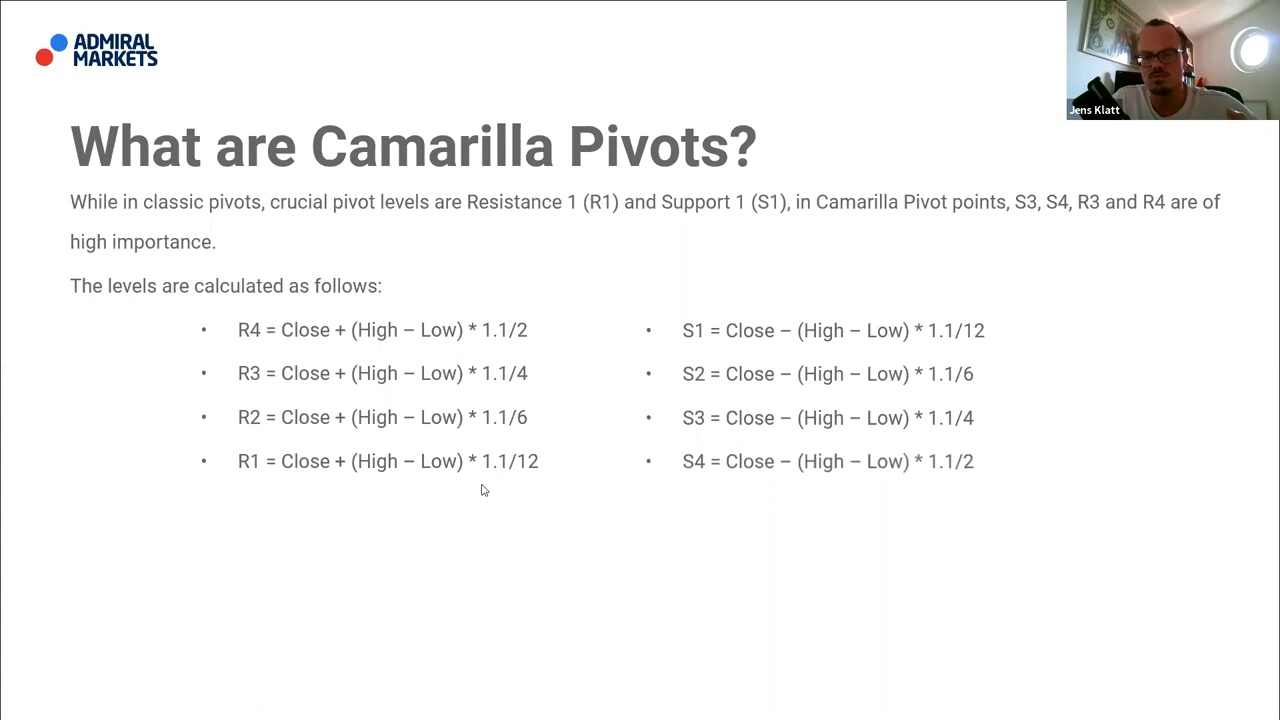 ADMIRAL
MARKETS
Jens Klatt
What are Camarilla Pivots?
While in classic pivots, crucial pivot levels are Resistance 1 (R1) and Support 1 (S1), in Camarilla Pivot points, S3, S4, R3 and R4 are of
high importance.
The levels are calculated as follows:
• R4 = Close + (High – Low) * 1.1/2
• R3 = Close + (High – Low) * 1.1/4
• R2 = Close + (High – Low) * 1.1/6
• R1 = Close + (High – Low) * 1.1/12
• S1 = Close – (High – Low) * 1.1/12
• S2 = Close – (High – Low) * 1.1/6
• S3 = Close – (High – Low) * 1.1/4
• S4 = Close – (High – Low) * 1.1/2